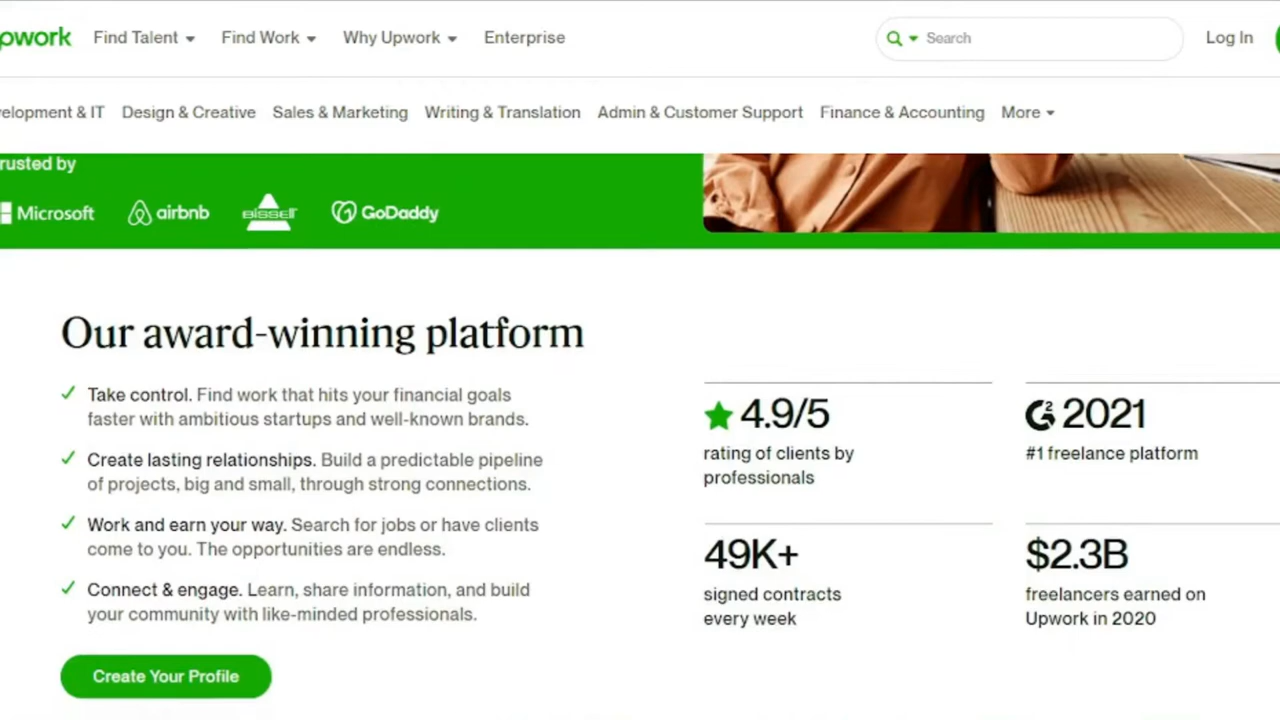 pwork Find Talent Find Work Why Upwork Enterprise Search Log In
velopment & IT Design & Creative Sales & Marketing Writing & Translation Admin & Customer Support Finance & Accounting More
rusted by
Microsoft airbnb BISSELL GoDaddy
Our award-winning platform
Take control. Find work that hits your financial goals
faster with ambitious startups and well-known brands.
Create lasting relationships. Build a predictable pipeline
of projects, big and small, through strong connections.
Work and earn your way. Search for jobs or have clients
come to you. The opportunities are endless.
Connect & engage. Learn, share information, and build
your community with like-minded professionals.
Create Your Profile
4.9/5
rating of clients by
professionals
G2 2021
#1 freelance platform
49K+
signed contracts
every week
$2.3B
freelancers earned on
Upwork in 2020